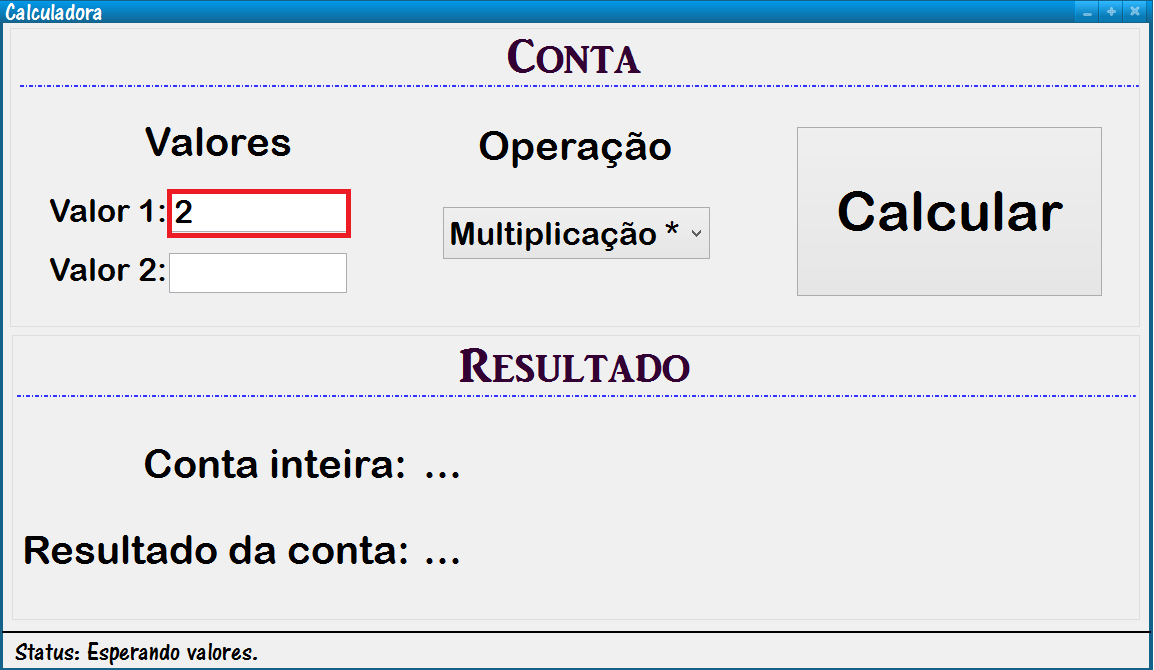 Calculadora
Conta
Valores
Operação
Valor 1: 2
Multiplicação *
Calcular
Valor 2:
Resultado
Conta inteira: ...
Resultado da conta: ...
Status: Esperando valores.